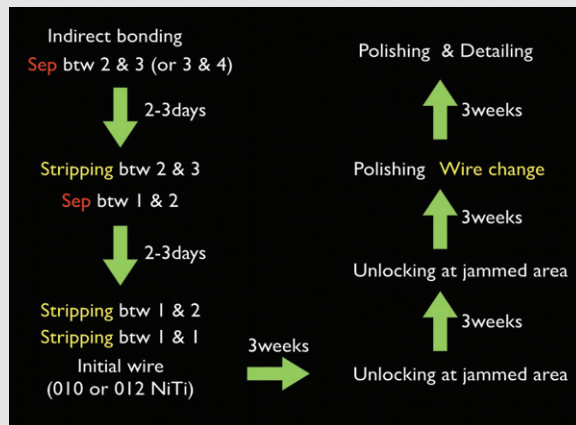 Indirect bonding
Sep btw 2 & 3 (or 3 & 4)
2-3days
Stripping btw 2 & 3
Sep btw 1 & 2
2-3days
Stripping btw 1 & 2
Stripping btw 1 & 1
Initial wire
(010 or 012 NiTi)
3weeks
Unlocking at jammed area
3weeks
Unlocking at jammed area
3weeks
Polishing Wire change
3weeks
Polishing & Detailing